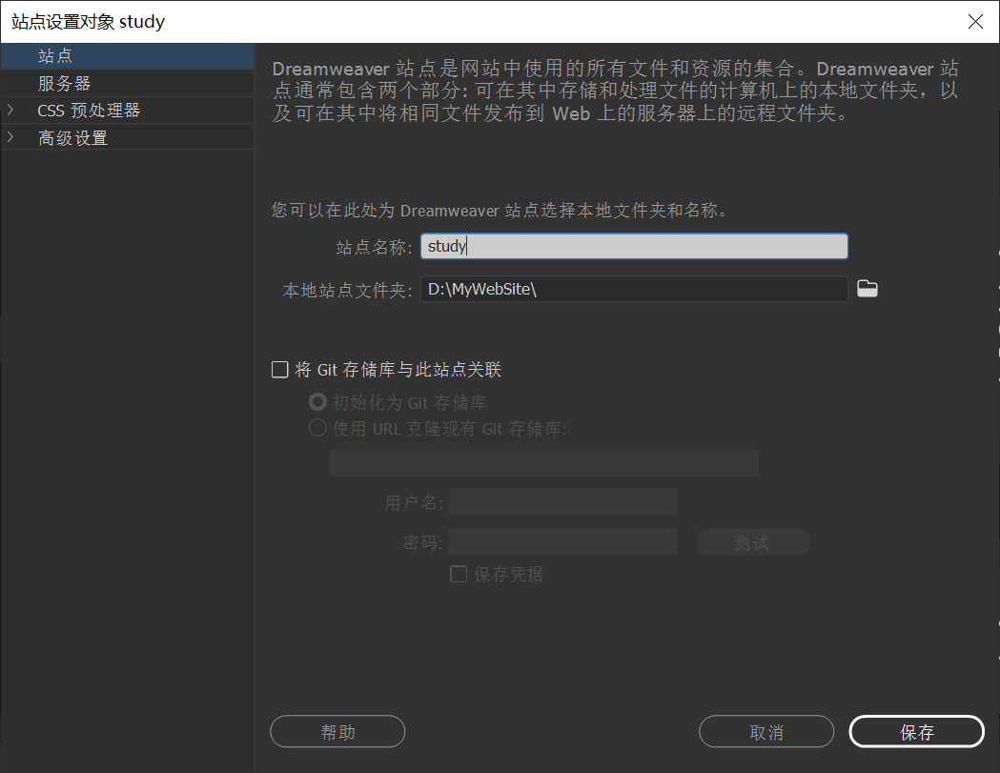 站点设置对象 study
站点
服务器
CSS 预处理器
高级设置
Dreamweaver 站点是网站中使用的所有文件和资源的集合。Dreamweaver 站
点通常包含两个部分: 可在其中存储和处理文件的计算机上的本地文件夹，以
及可在其中将相同文件发布到 Web 上的服务器上的远程文件夹。
您可以在此处为 Dreamweaver 站点选择本地文件夹和名称。
站点名称: study
本地站点文件夹: D:\MyWebSite\
将 Git 存储库与此站点关联
初始化为 Git 存储库
使用 URL 克隆现有 Git 存储库:
用户名:
密码: 测试
保存凭据
帮助 取消 保存